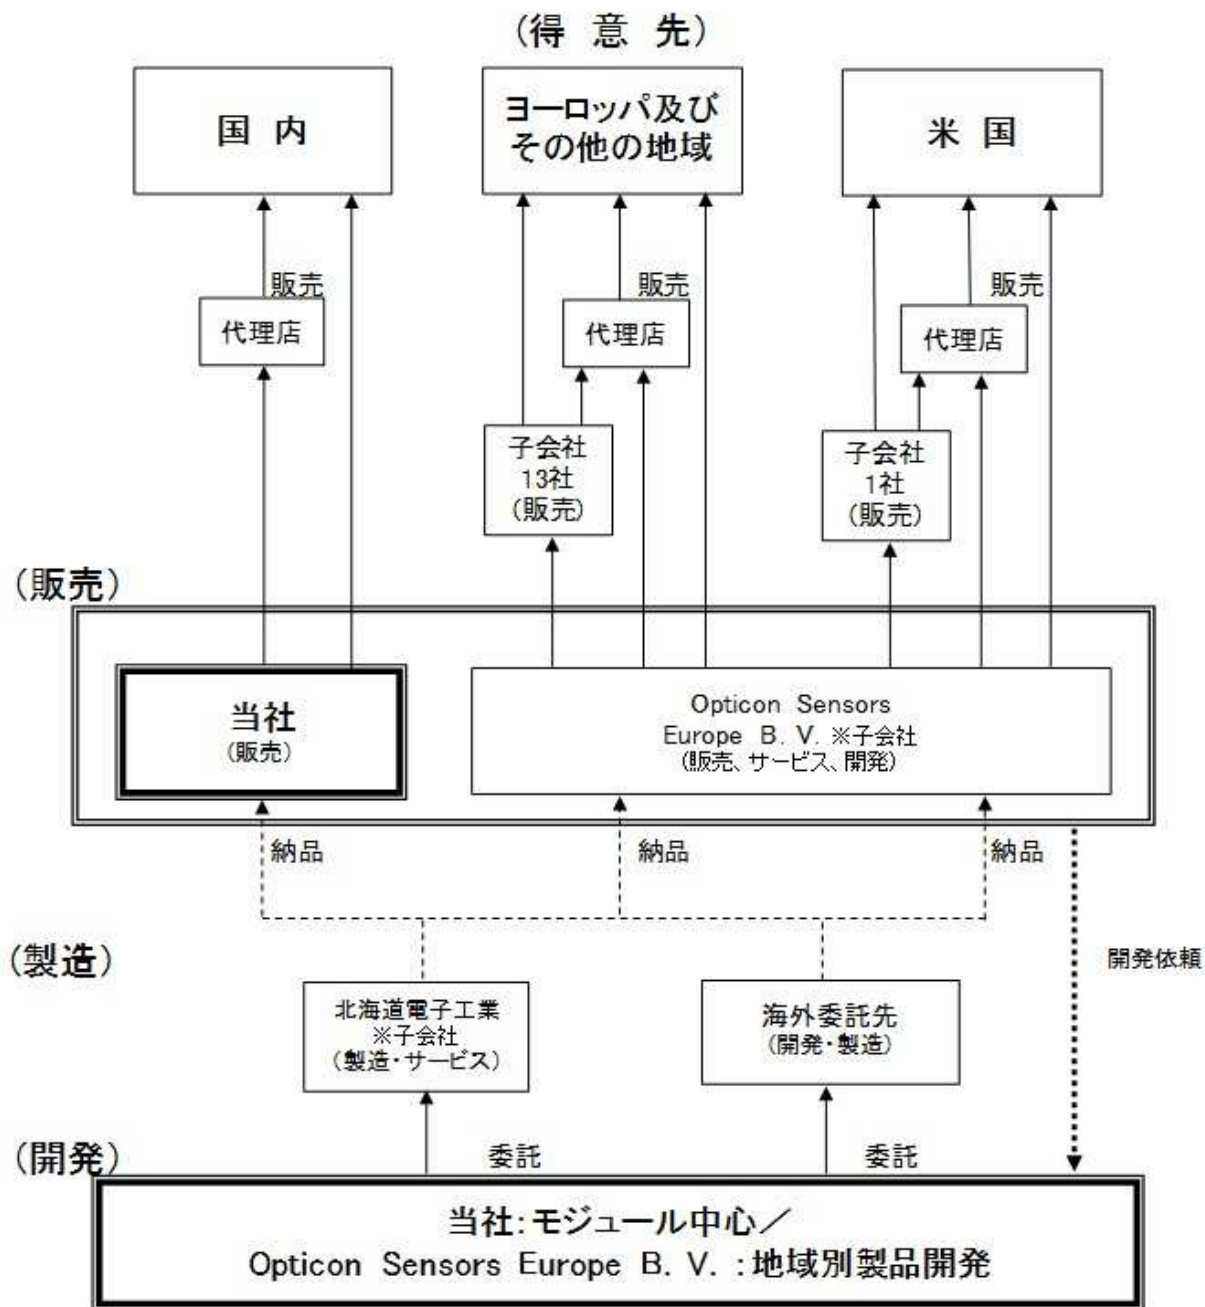 (得 意 先)
国 内
ヨーロッパ及び
その他の地域
米 国
販売
販売
販売
代理店
代理店
代理店
子会社
13社
(販売)
子会社
1社
(販売)
(販売)
当社
(販売)
Opticon Sensors
Europe B. V. ※子会社
(販売、サービス、開発)
納品
納品
納品
(製造)
開発依頼
北海道電子工業
※子会社
(製造・サービス)
海外委託先
(開発・製造)
(開発)
委託
委託
当社:モジュール中心/
Opticon Sensors Europe B. V. :地域別製品開発